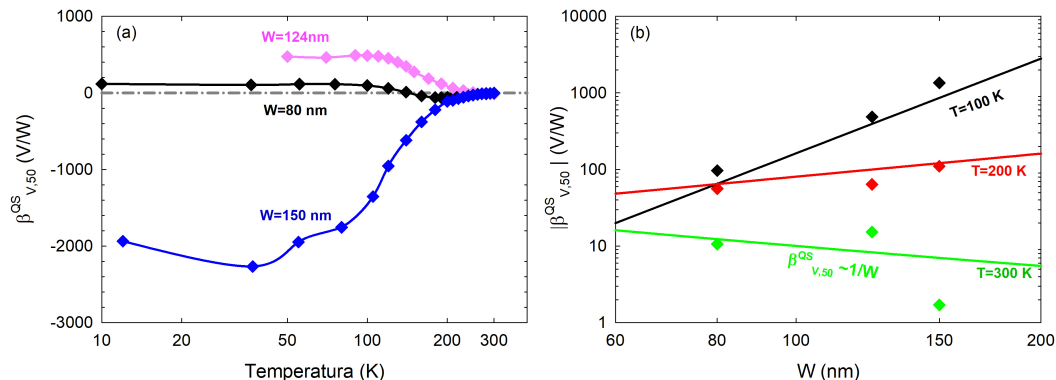 (a)
W=124nm
W=80 nm
W=150 nm
1000
0
-1000
-2000
-3000
10
20
50
100
200
300
Temperatura (K)
β^QS_V,50 (V/W)
(b)
T=100 K
T=200 K
T=300 K
β^QS_V,50 ~1/W
10000
1000
100
10
1
60
80
100
150
200
W (nm)
|β^QS_V,50 | (V/W)